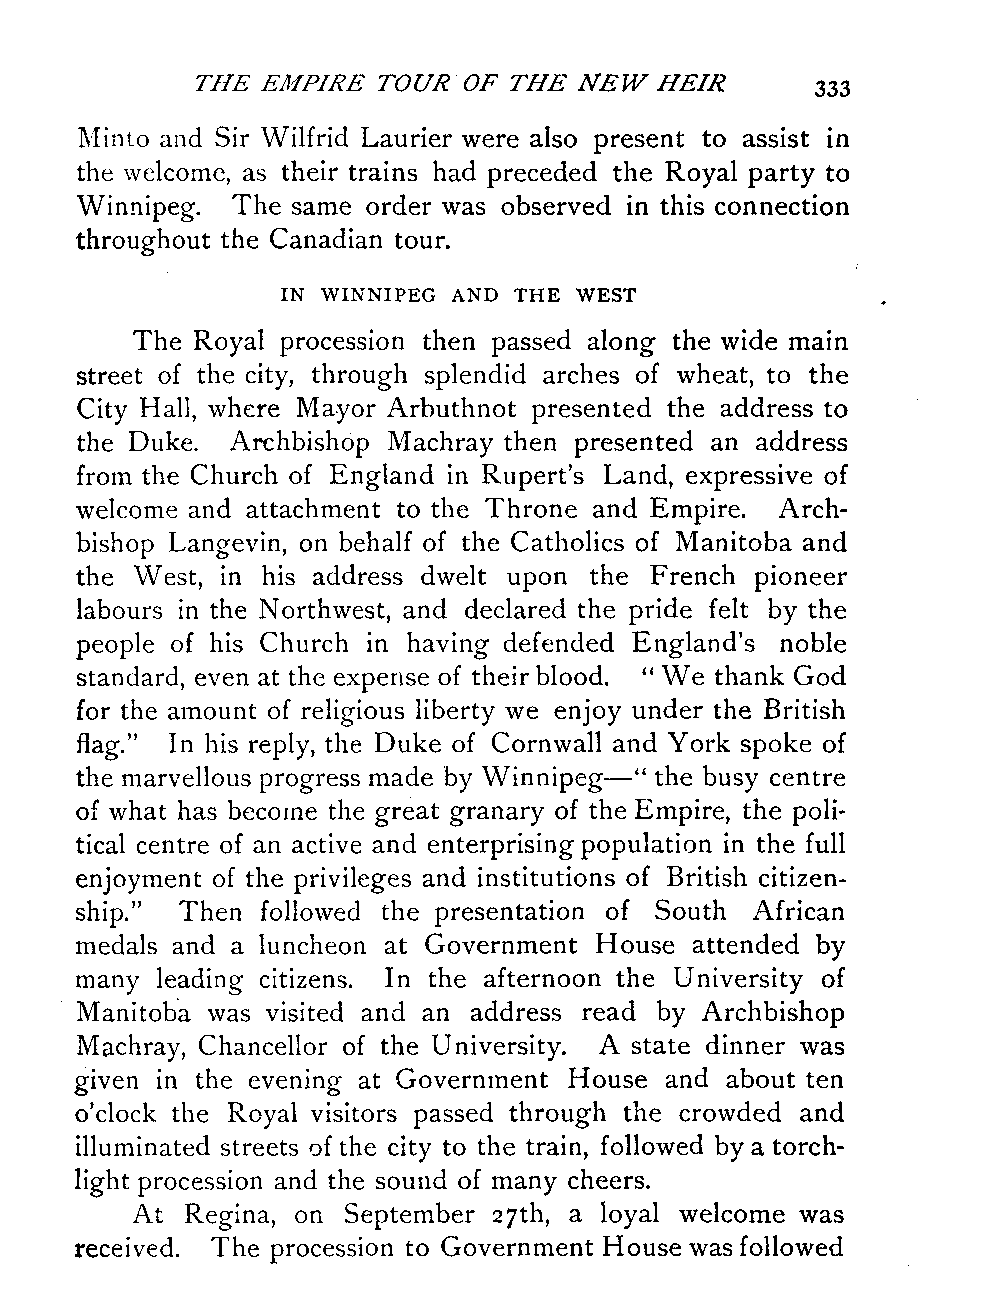 THE EMPIRE TOUR OF THE NEW HEIR 333
Minto and Sir Wilfrid Laurier were also present to assist in
the welcome, as their trains had preceded the Royal party to
Winnipeg. The same order was observed in this connection
throughout the Canadian tour.
IN WINNIPEG AND THE WEST
The Royal procession then passed along the wide main
street of the city, through splendid arches of wheat, to the
City Hall, where Mayor Arbuthnot presented the address to
the Duke. Archbishop Machray then presented an address
from the Church of England in Rupert's Land, expressive of
welcome and attachment to the Throne and Empire. Arch-
bishop Langevin, on behalf of the Catholics of Manitoba and
the West, in his address dwelt upon the French pioneer
labours in the Northwest, and declared the pride felt by the
people of his Church in having defended England's noble
standard, even at the expense of their blood. "We thank God
for the amount of religious liberty we enjoy under the British
flag." In his reply, the Duke of Cornwall and York spoke of
the marvellous progress made by Winnipeg—"the busy centre
of what has become the great granary of the Empire, the poli-
tical centre of an active and enterprising population in the full
enjoyment of the privileges and institutions of British citizen-
ship." Then followed the presentation of South African
medals and a luncheon at Government House attended by
many leading citizens. In the afternoon the University of
Manitoba was visited and an address read by Archbishop
Machray, Chancellor of the University. A state dinner was
given in the evening at Government House and about ten
o'clock the Royal visitors passed through the crowded and
illuminated streets of the city to the train, followed by a torch-
light procession and the sound of many cheers.
At Regina, on September 27th, a loyal welcome was
received. The procession to Government House was followed